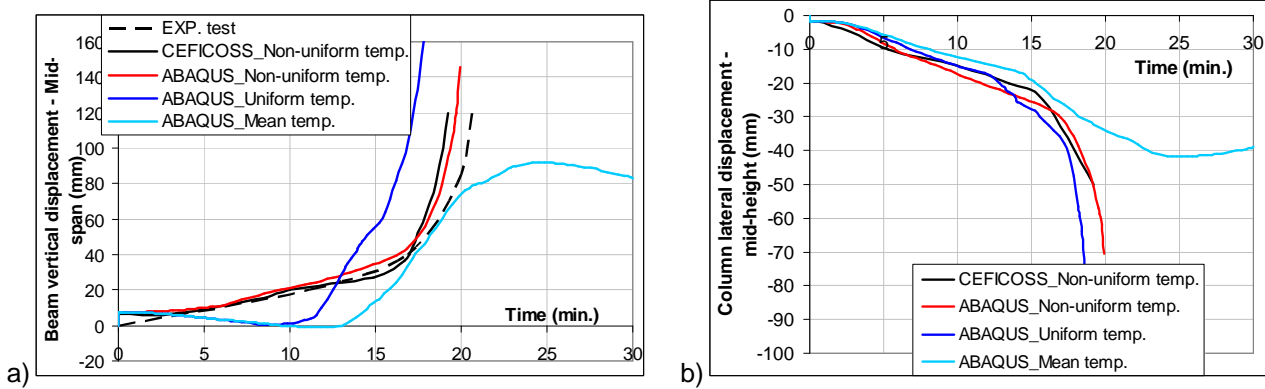 EXP. test
CEFICOSS_Non-uniform temp.
ABAQUS_Non-uniform temp.
ABAQUS_Uniform temp.
ABAQUS_Mean temp.
Beam vertical displacement - Mid-
span (mm)
160
140
120
100
80
60
40
20
0
-20
0
5
10
15
20
25
30
Time (min.)
a)
Column lateral displacement -
mid-height (mm)
0
-10
-20
-30
-40
-50
-60
-70
-80
-90
-100
0
5
10
15
20
25
30
Time (min.)
CEFICOSS_Non-uniform temp.
ABAQUS_Non-uniform temp.
ABAQUS_Uniform temp.
ABAQUS_Mean temp.
b)